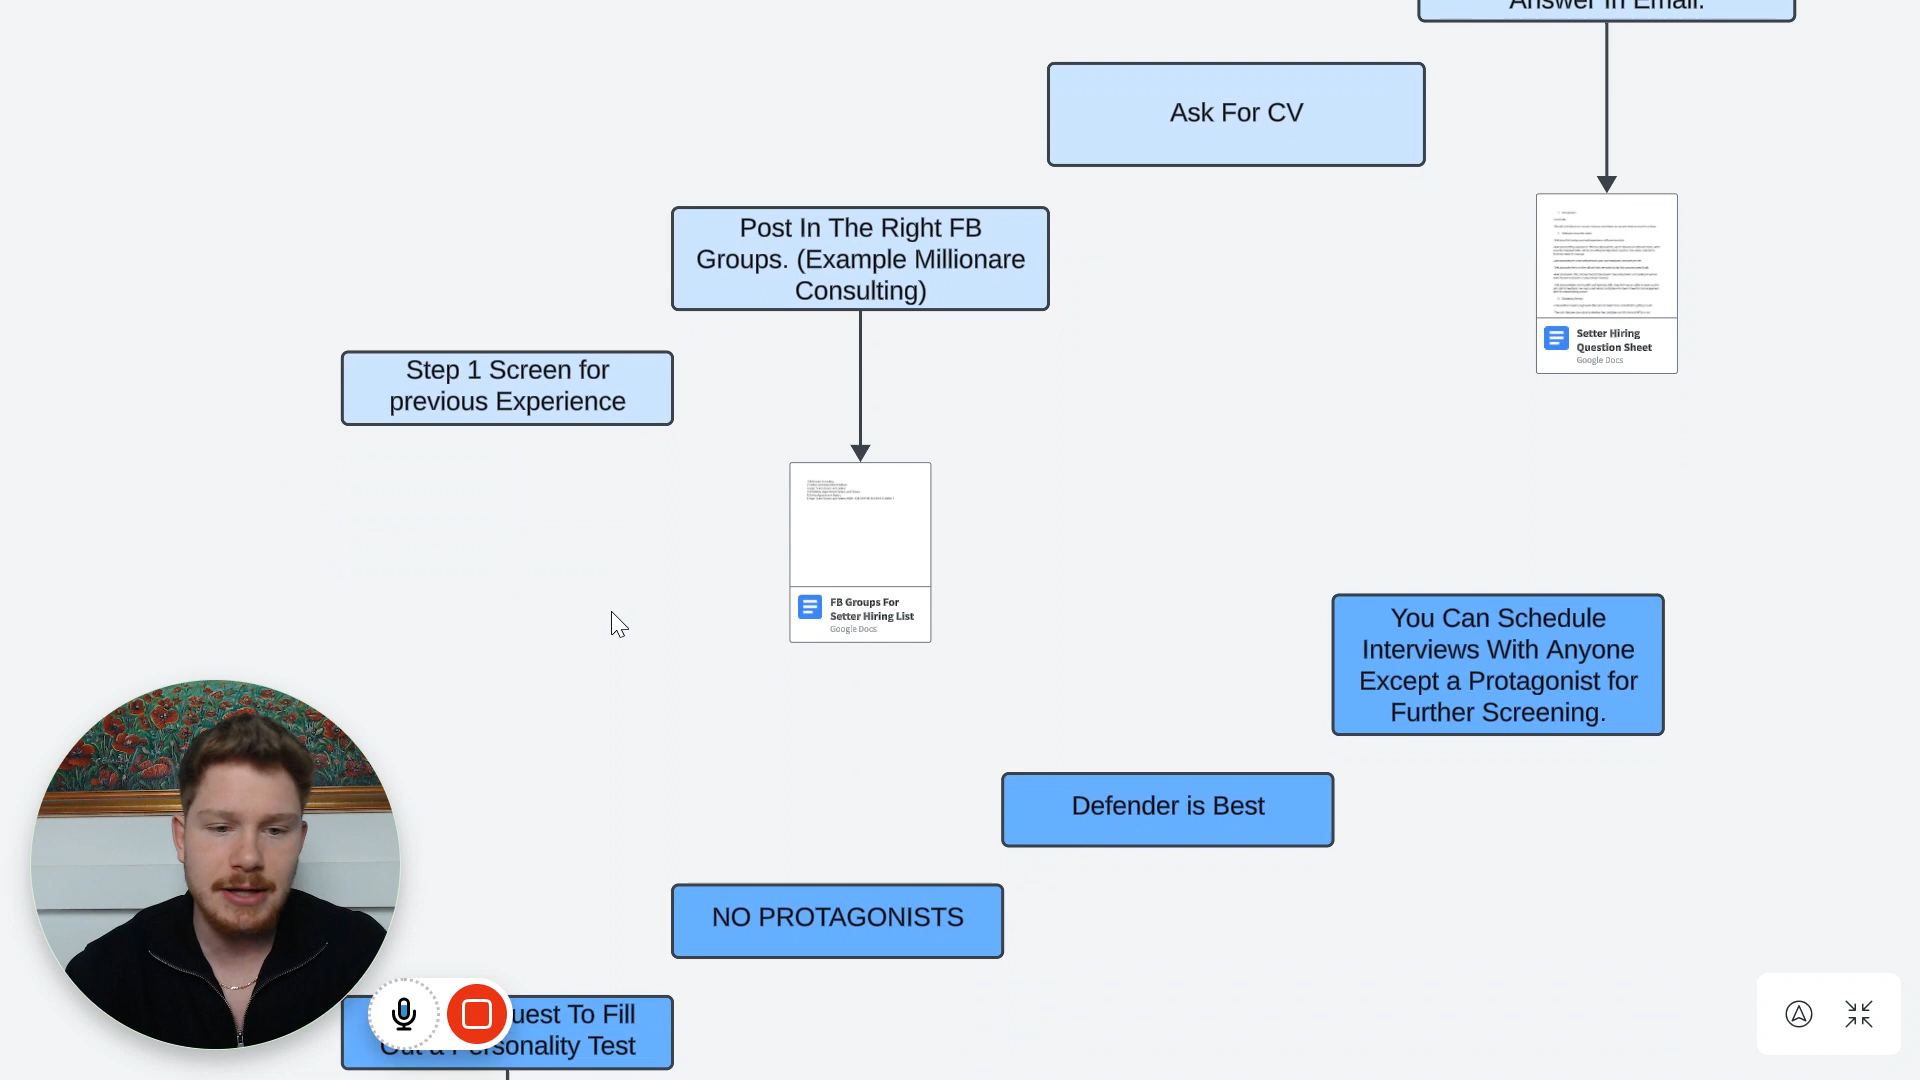 Answer In Email.
Ask For CV
Post In The Right FB
Groups. (Example Millionare
Consulting)
Step 1 Screen for
previous Experience
Setter Hiring
Question Sheet
Google Docs
FB Groups For
Setter Hiring List
Google Docs
You Can Schedule
Interviews With Anyone
Except a Protagonist for
Further Screening.
Defender is Best
NO PROTAGONISTS
uest To Fill
Out a Personality Test